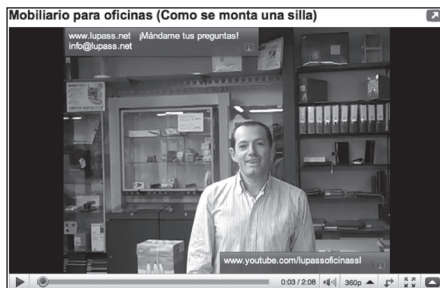 Mobiliario para oficinas (Como se monta una silla)
www.lupass.net ¡Mándame tus preguntas!
info@lupass.net
www.youtube.com/lupassoficinassl
0:03 / 2:08 360p